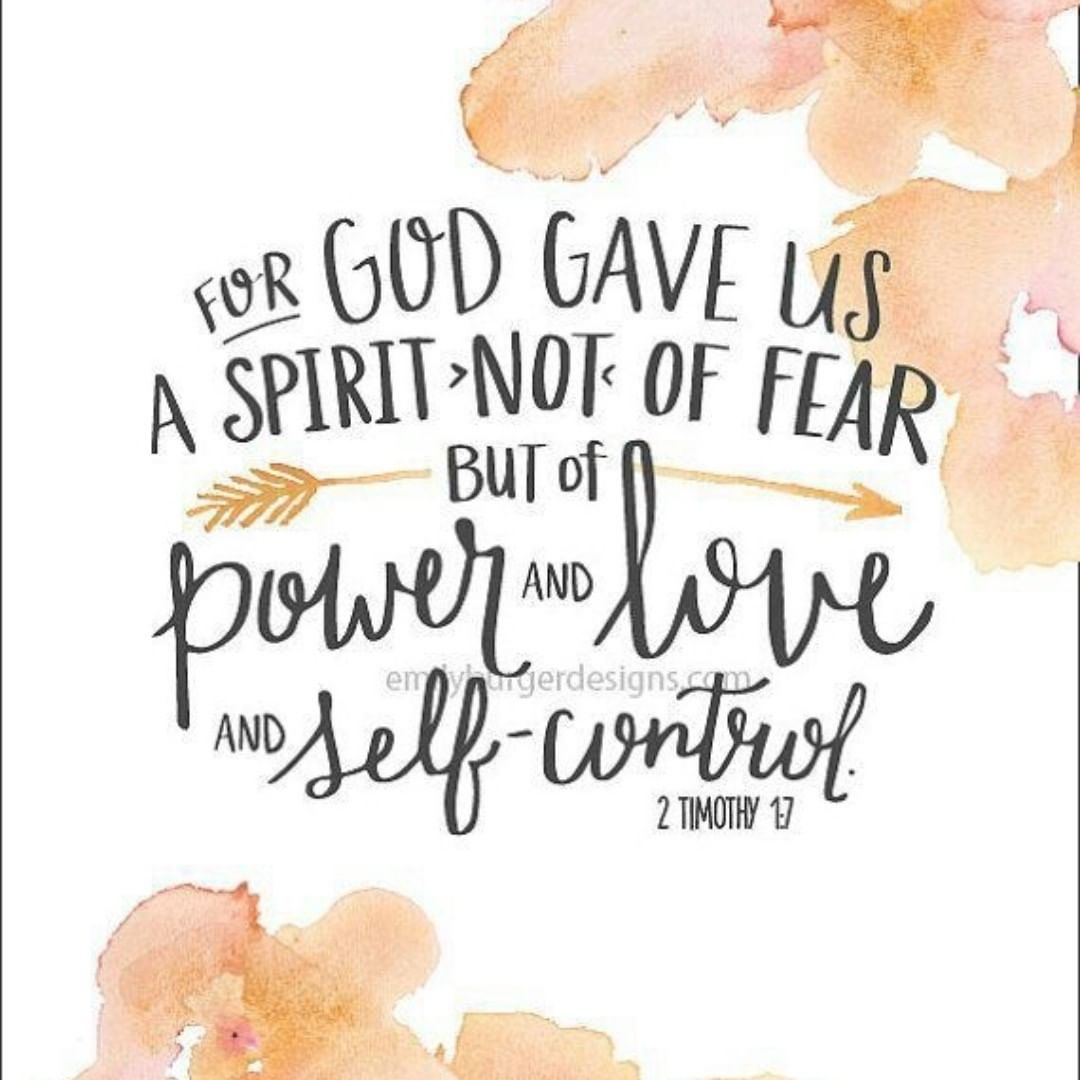 FOR GOD GAVE US
A SPIRIT >NOT< OF FEAR
BUT of
power AND love
emilyburgerdesigns.com
AND self-control.
2 TIMOTHY 1:7